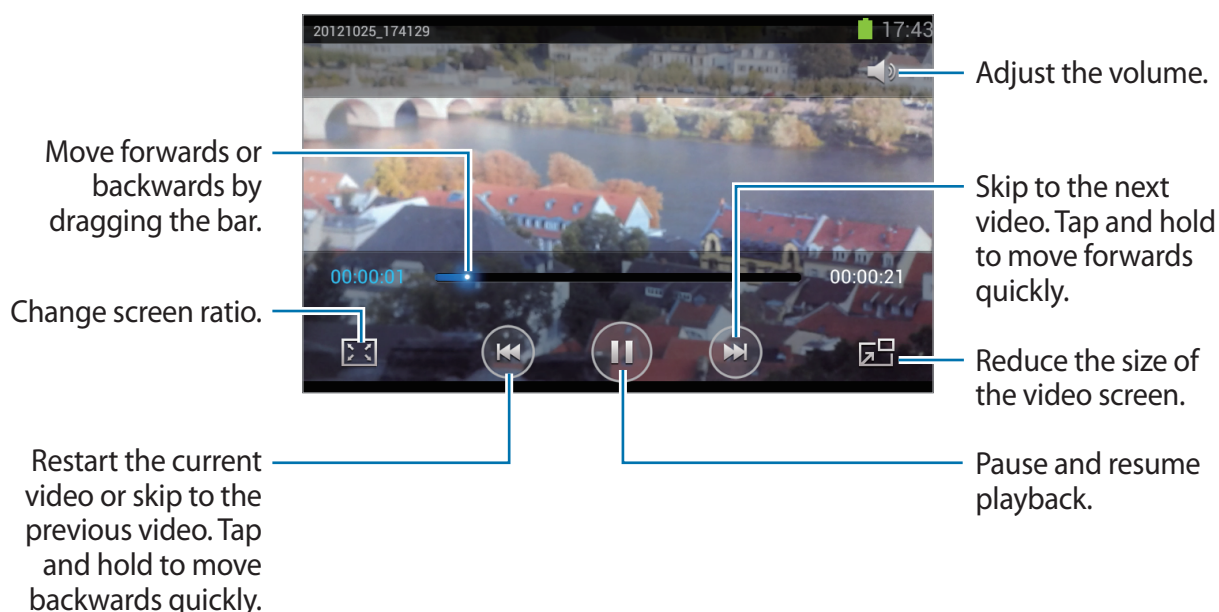 20121025_174129
17:43
Adjust the volume.
Move forwards or
backwards by
dragging the bar.
Skip to the next
video. Tap and hold
to move forwards
quickly.
00:00:01
00:00:21
Change screen ratio.
Reduce the size of
the video screen.
Restart the current
video or skip to the
previous video. Tap
and hold to move
backwards quickly.
Pause and resume
playback.